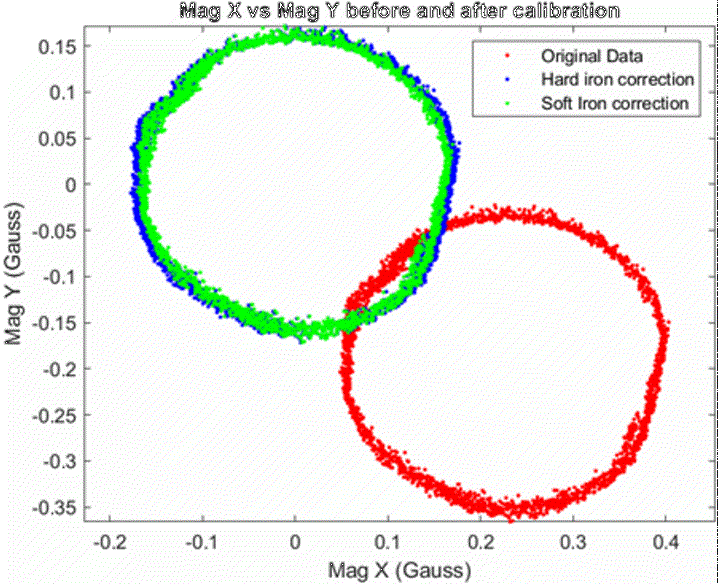 Mag X vs Mag Y before and after calibration
Original Data
Hard iron correction
Soft Iron correction
0.15
0.1
0.05
0
-0.05
-0.1
-0.15
-0.2
-0.25
-0.3
-0.35
Mag Y (Gauss)
-0.2 -0.1 0 0.1 0.2 0.3 0.4
Mag X (Gauss)